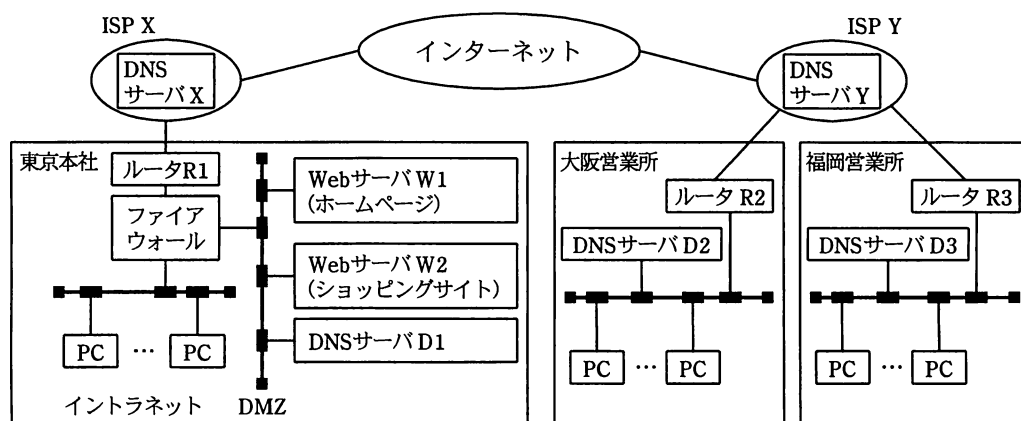 ISP X
DNS
サーバ X
インターネット
ISP Y
DNS
サーバ Y
東京本社
ルータR1
ファイア
ウォール
Webサーバ W1
(ホームページ)
Webサーバ W2
(ショッピングサイト)
DNSサーバ D1
PC … PC
イントラネット
DMZ
大阪営業所
ルータ R2
DNSサーバ D2
PC … PC
福岡営業所
ルータ R3
DNSサーバ D3
PC … PC